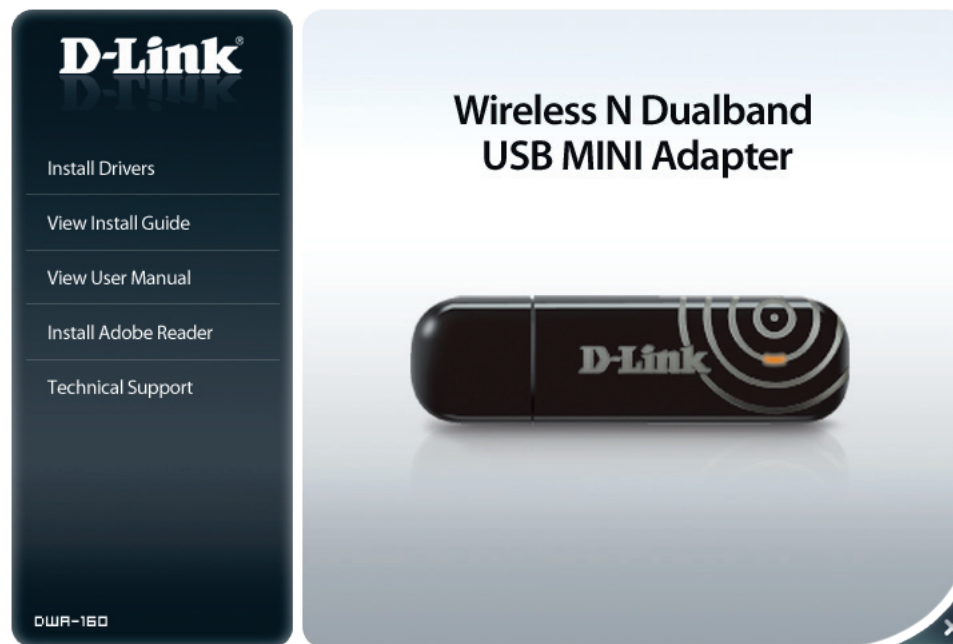 D-Link®
Install Drivers
View Install Guide
View User Manual
Install Adobe Reader
Technical Support
DWA-160
Wireless N Dualband
USB MINI Adapter
D-Link